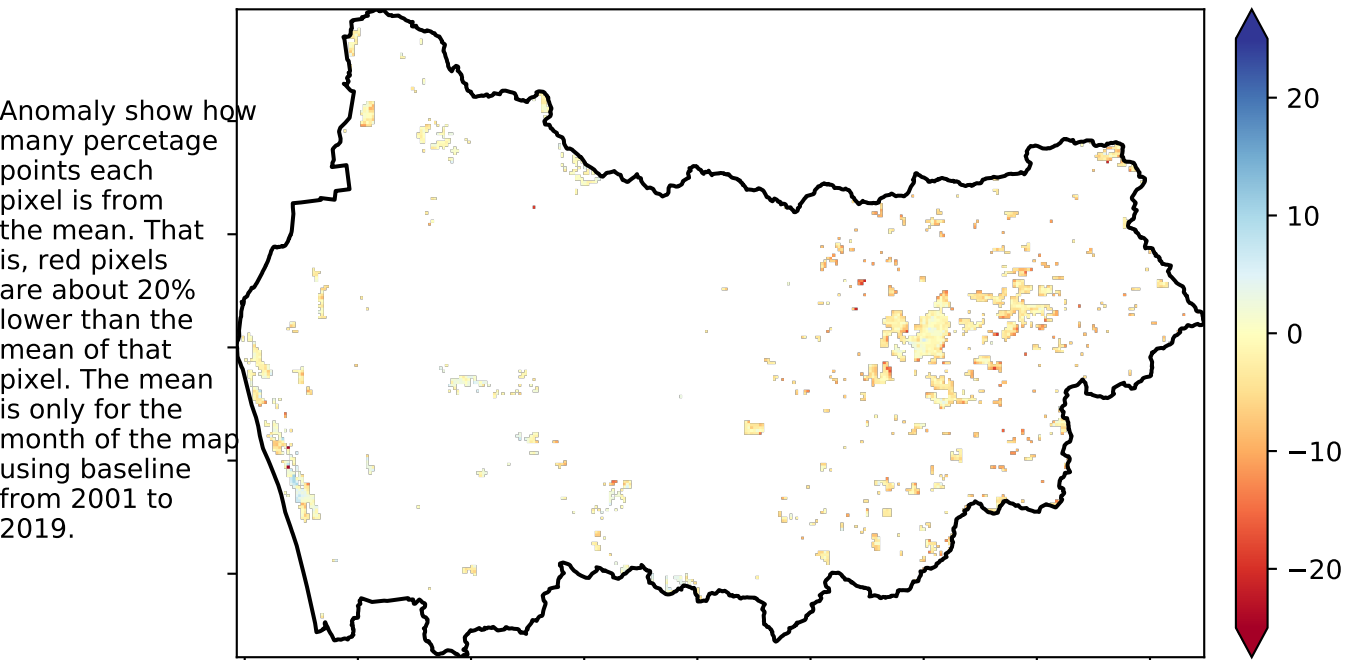 Anomaly show how
many percetage
points each
pixel is from
the mean. That
is, red pixels
are about 20%
lower than the
mean of that
pixel. The mean
is only for the
month of the map
using baseline
from 2001 to
2019.
20
10
0
−10
−20